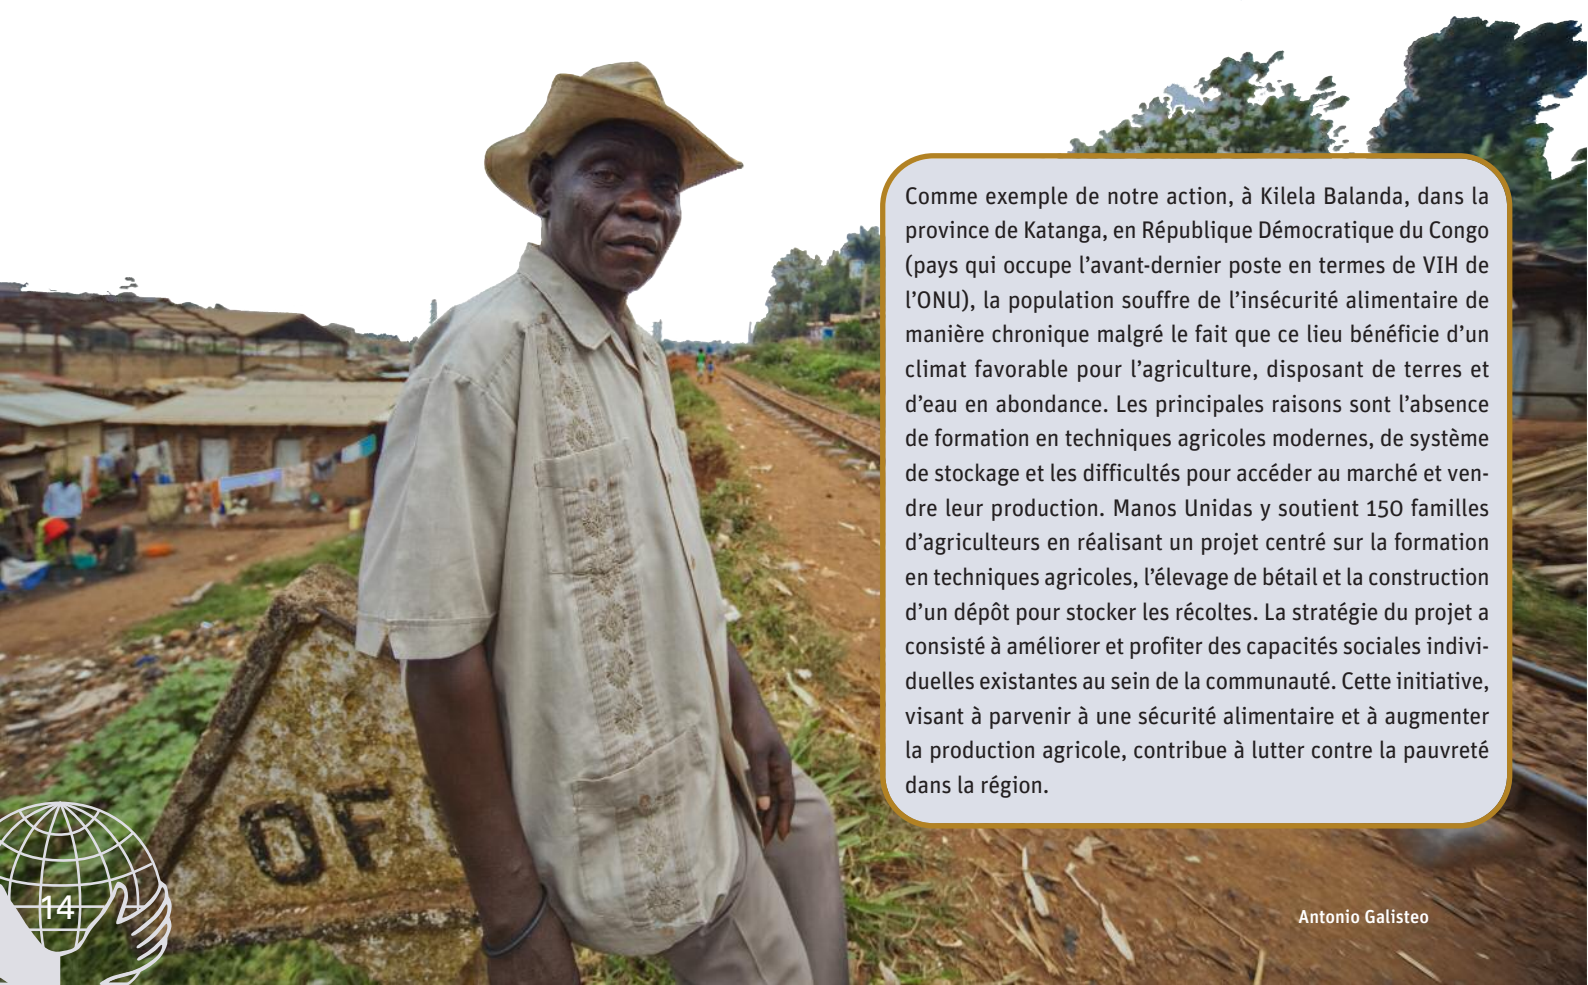 Comme exemple de notre action, à Kilela Balanda, dans la
province de Katanga, en République Démocratique du Congo
(pays qui occupe l’avant-dernier poste en termes de VIH de
l’ONU), la population souffre de l’insécurité alimentaire de
manière chronique malgré le fait que ce lieu bénéficie d’un
climat favorable pour l’agriculture, disposant de terres et
d’eau en abondance. Les principales raisons sont l’absence
de formation en techniques agricoles modernes, de système
de stockage et les difficultés pour accéder au marché et ven-
dre leur production. Manos Unidas y soutient 150 familles
d’agriculteurs en réalisant un projet centré sur la formation
en techniques agricoles, l’élevage de bétail et la construction
d’un dépôt pour stocker les récoltes. La stratégie du projet a
consisté à améliorer et profiter des capacités sociales indivi-
duelles existantes au sein de la communauté. Cette initiative,
visant à parvenir à une sécurité alimentaire et à augmenter
la production agricole, contribue à lutter contre la pauvreté
dans la région.
OF
14
Antonio Galisteo